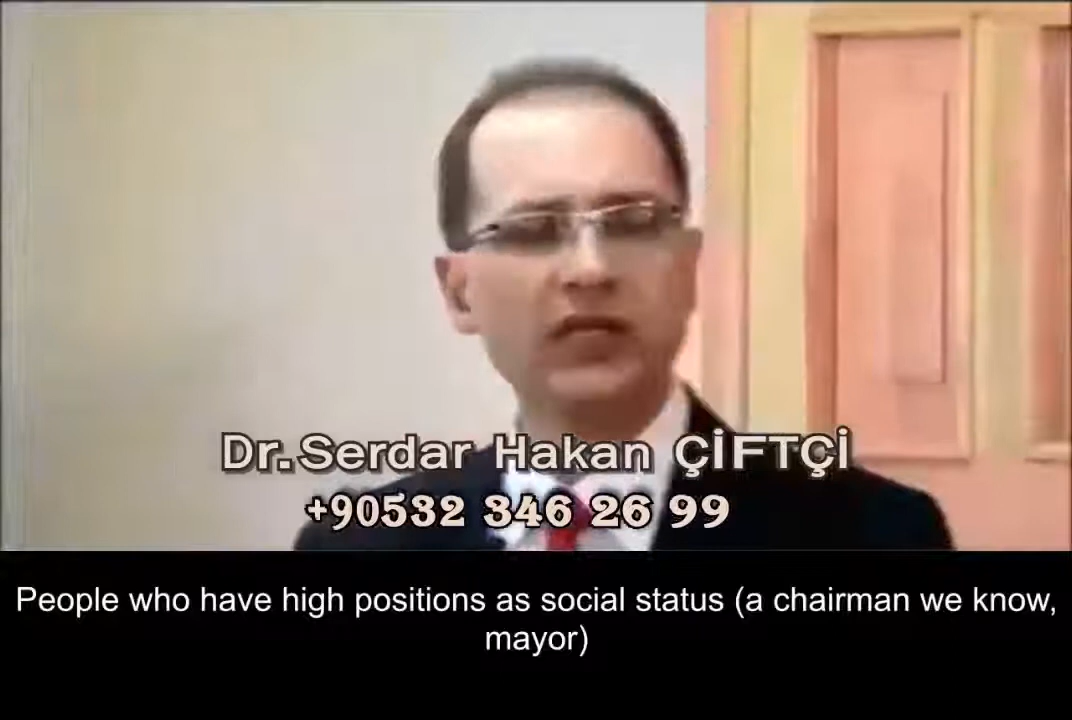 Dr.Serdar Hakan ÇİFTÇİ
+90532 346 26 99
People who have high positions as social status (a chairman we know,
mayor)